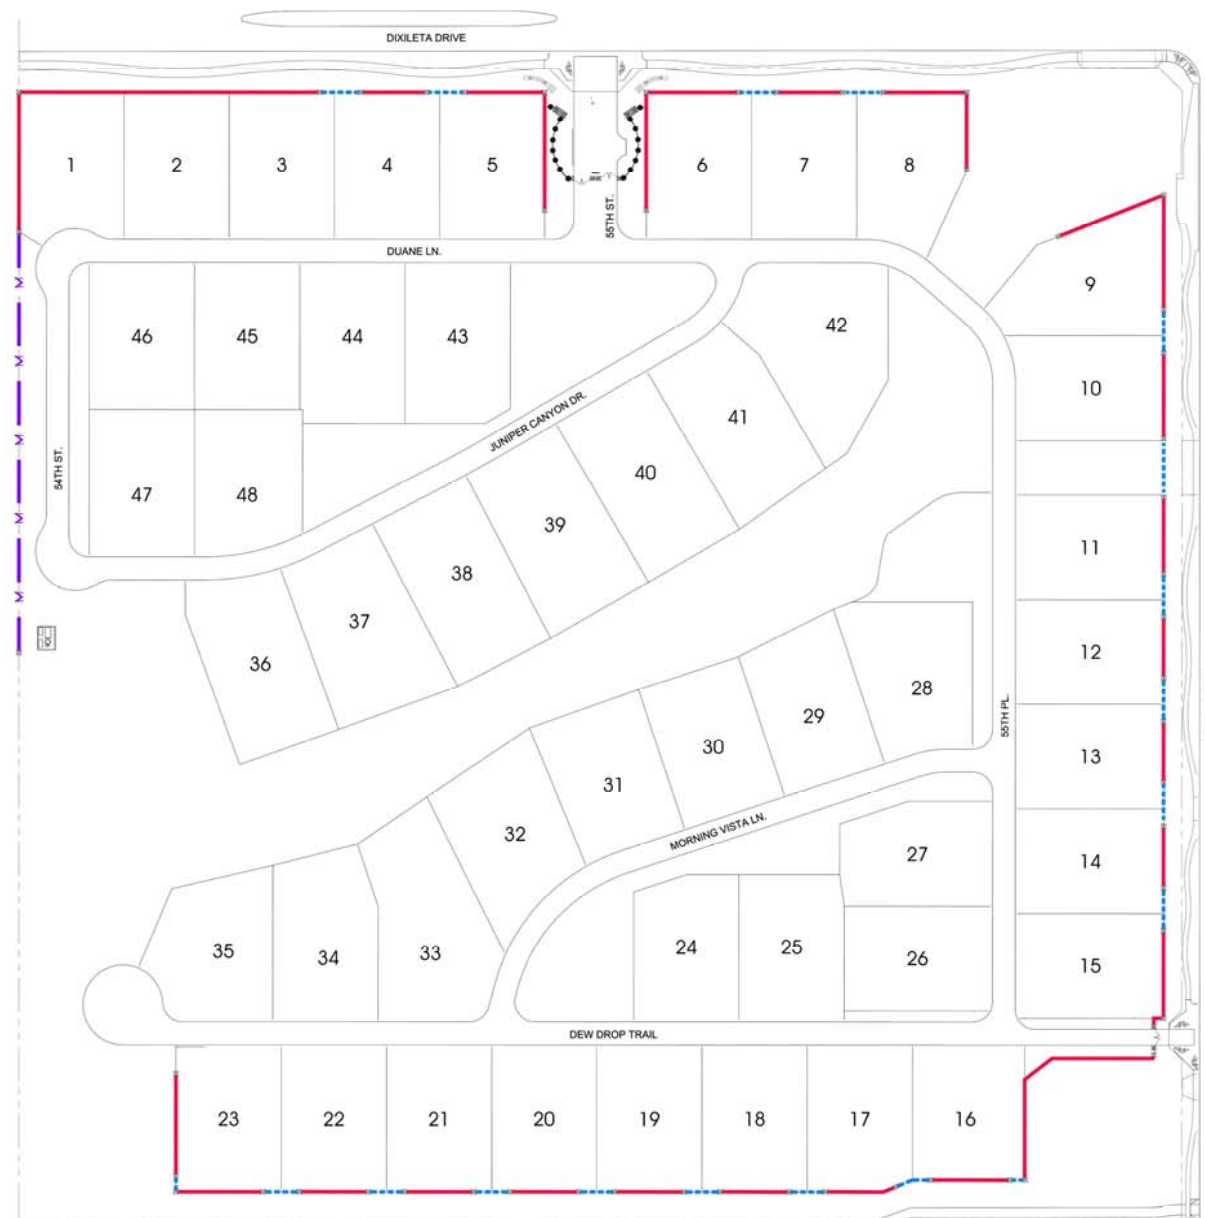 DIXILETA DRIVE
1 2 3 4 5 6 7 8
55TH ST.
DUANE LN.
9
46 45 44 43 42
M
M
M
M
M
10
JUNIPER CANYON DR.
41
54TH ST.
47 48 40
39 11
38
37
36
12
28
29
55TH PL.
30
13
31
MORNING VISTA LN.
32
27 14
35 34 33 24 25 26 15
DEW DROP TRAIL
23 22 21 20 19 18 17 16